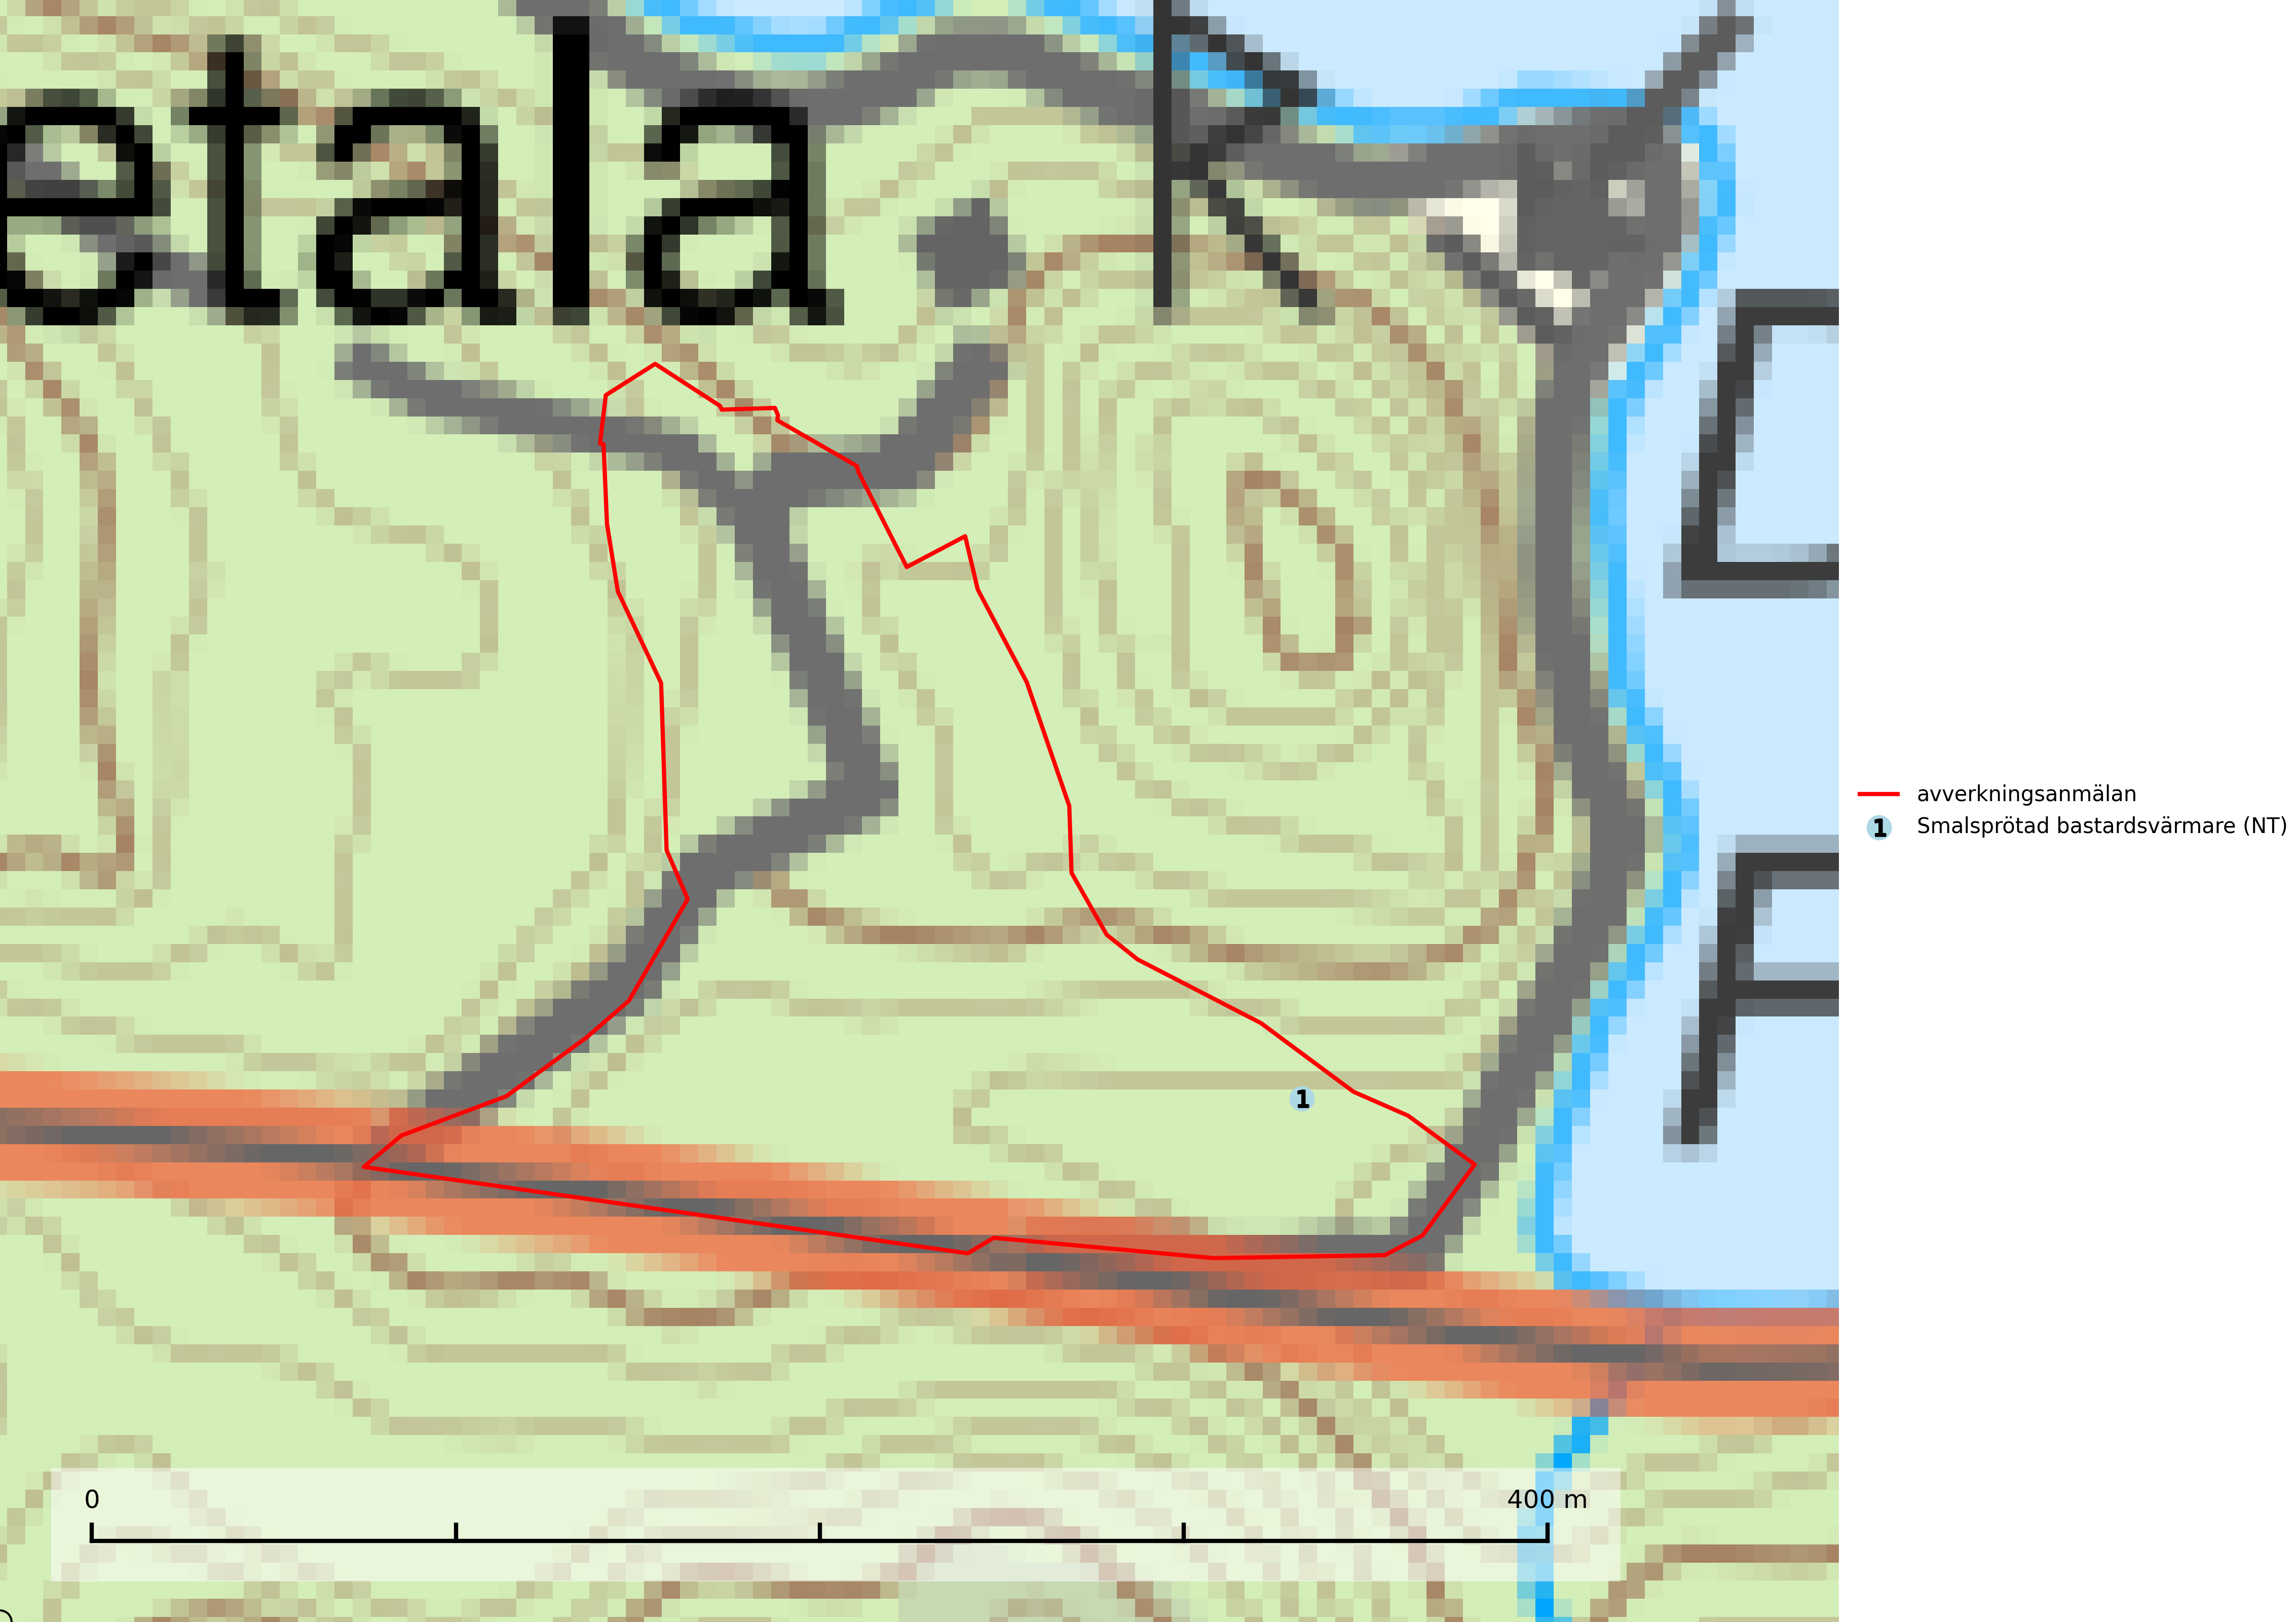 etala
avverkningsanmälan
1 Smalsprötad bastardsvärmare (NT)
1
0
400 m